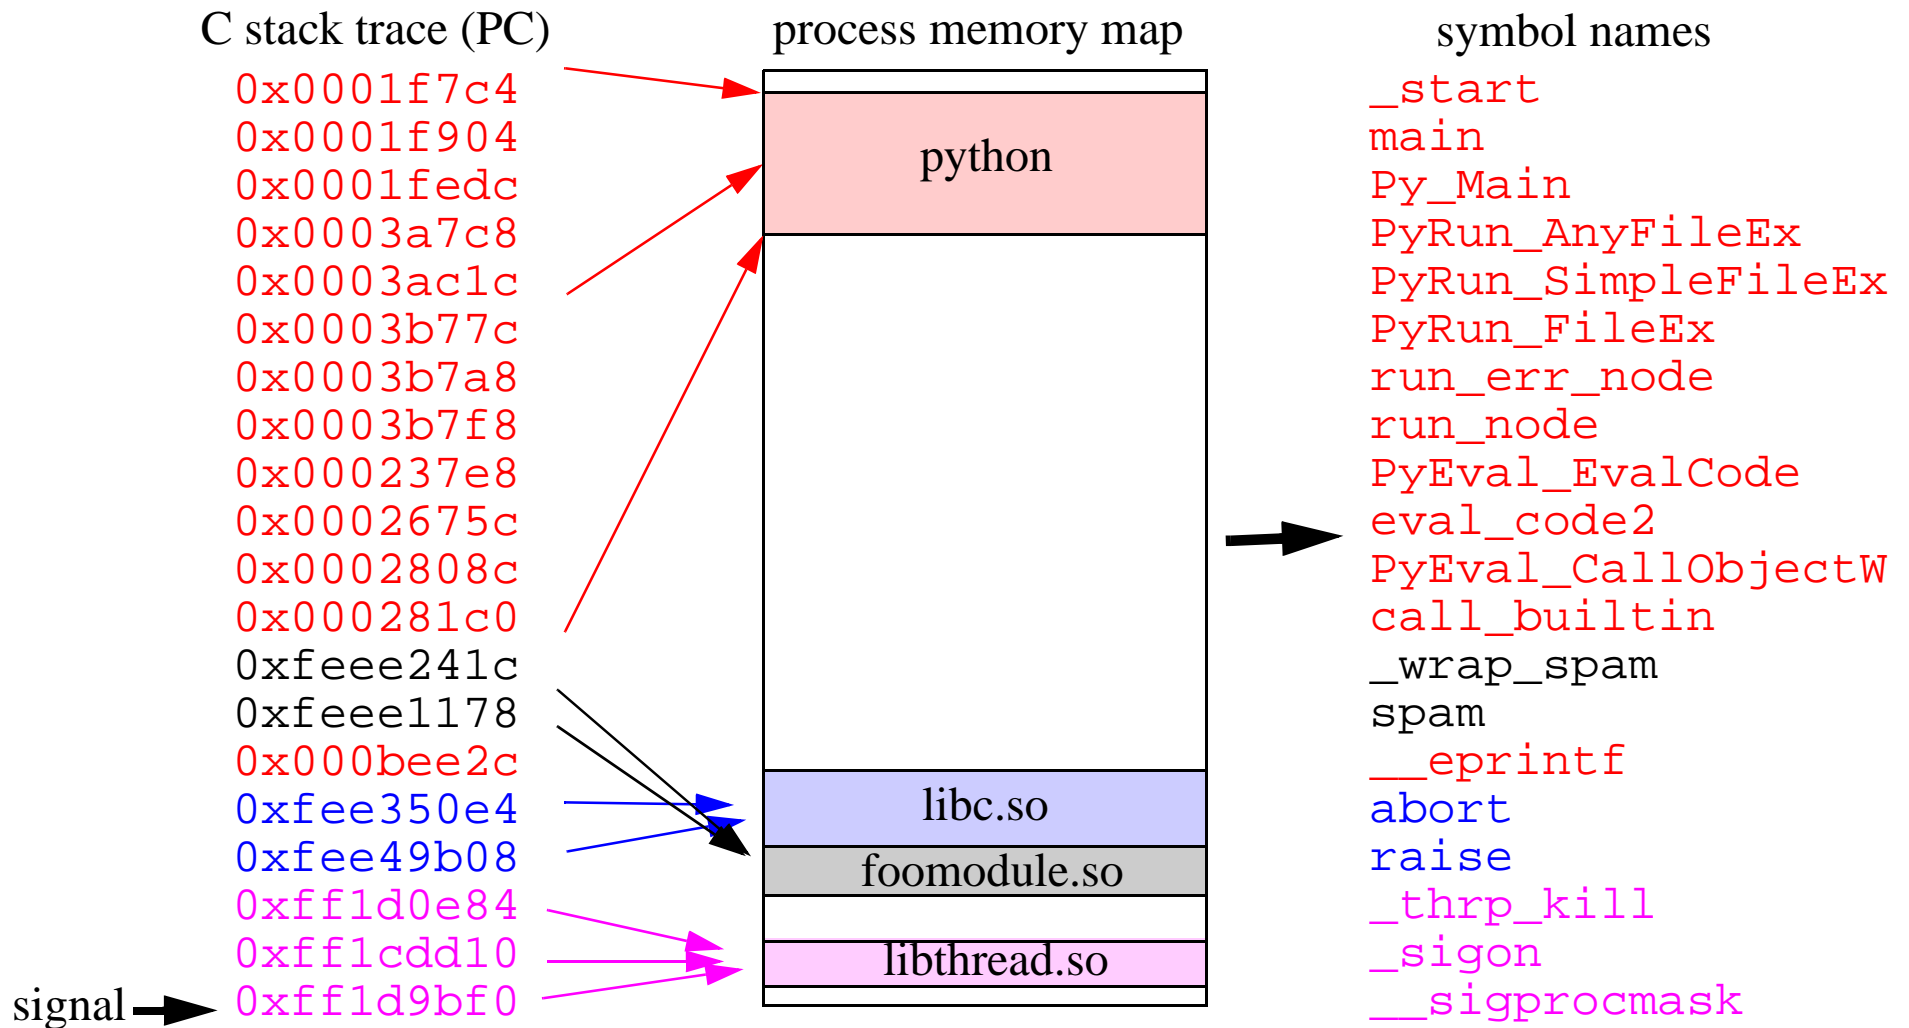 C stack trace (PC)
0x0001f7c4
0x0001f904
0x0001fedc
0x0003a7c8
0x0003ac1c
0x0003b77c
0x0003b7a8
0x0003b7f8
0x000237e8
0x0002675c
0x0002808c
0x000281c0
0xfeee241c
0xfeee1178
0x000bee2c
0xfee350e4
0xfee49b08
0xff1d0e84
0xff1cdd10
0xff1d9bf0
signal
process memory map
python
libc.so
foomodule.so
libthread.so
symbol names
_start
main
Py_Main
PyRun_AnyFileEx
PyRun_SimpleFileEx
PyRun_FileEx
run_err_node
run_node
PyEval_EvalCode
eval_code2
PyEval_CallObjectW
call_builtin
_wrap_spam
spam
__eprintf
abort
raise
_thrp_kill
_sigon
__sigprocmask